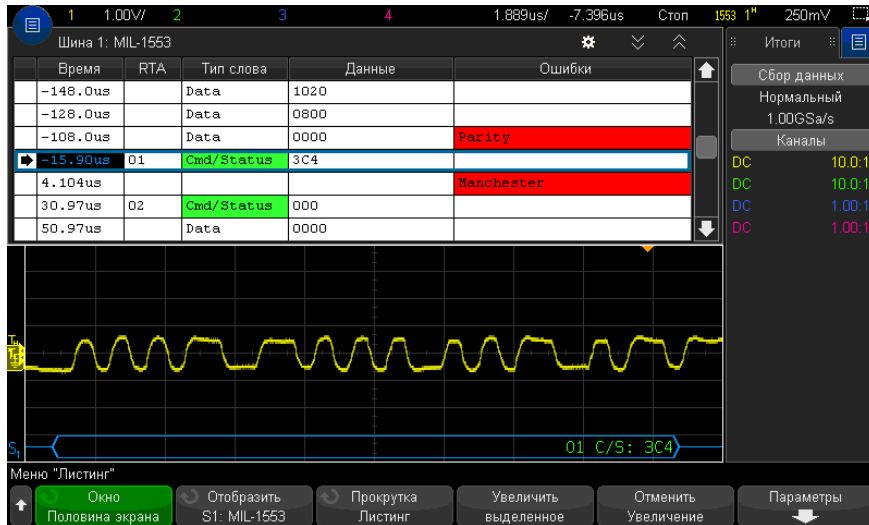 1 1.00V/ 2 3 4 1.889us/ -7.396us Стоп 1553 1ᴴ 250mV
Шина 1: MIL-1553
Итоги
Время RTA Тип слова Данные Ошибки
-148.0us Data 1020
-128.0us Data 0800
-108.0us Data 0000 Parity
-15.90us 01 Cmd/Status 3C4
4.104us Manchester
30.97us 02 Cmd/Status 000
50.97us Data 0000
Сбор данных
Нормальный
1.00GSa/s
Каналы
DC 10.0:1
DC 10.0:1
DC 1.00:1
DC 1.00:1
S₁ 01 C/S: 3C4
Меню "Листинг"
Окно
Половина экрана
Отобразить
S1: MIL-1553
Прокрутка
Листинг
Увеличить
выделенное
Отменить
Увеличение
Параметры